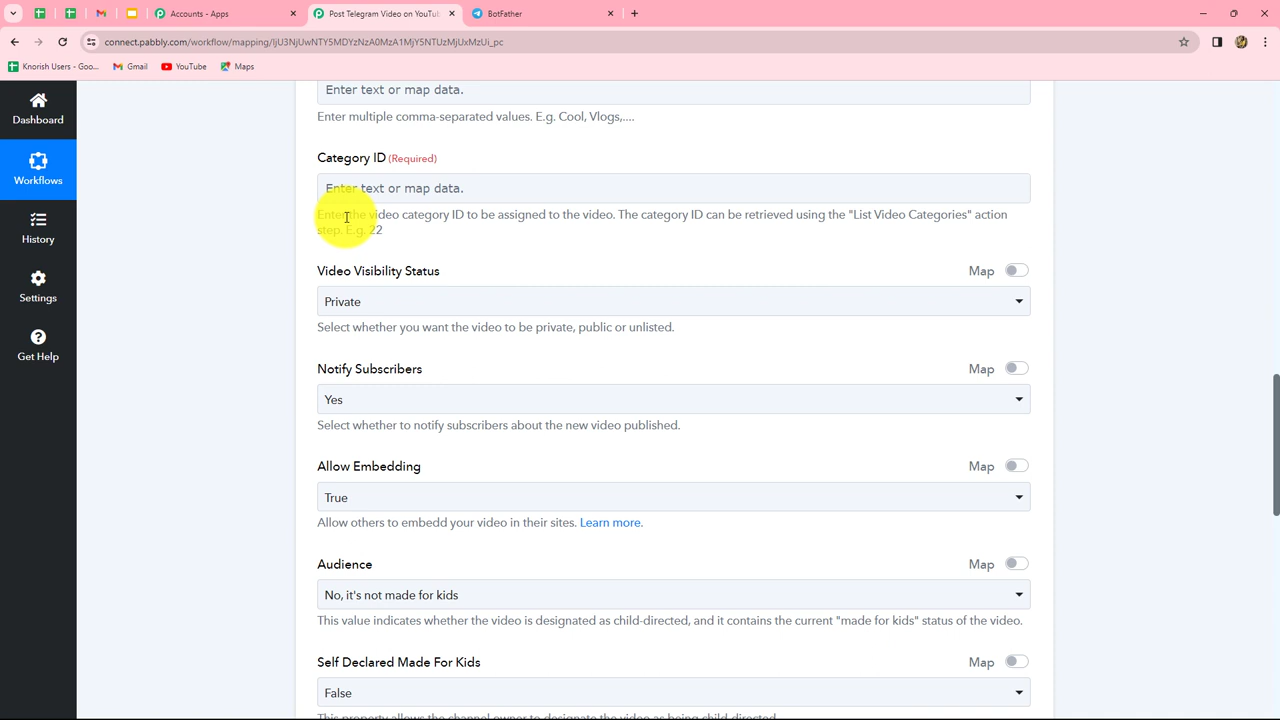 Accounts - Apps
Post Telegram Video on YouTub
BotFather
connect.pabbly.com/workflow/mapping/IjU3NjUwNTY5MDYzNzA0MzA1MjY5NTUzMjUxMzUi_pc
Knorish Users - Goo...
Gmail
YouTube
Maps
Dashboard
Workflows
History
Settings
Get Help
Enter text or map data.
Enter multiple comma-separated values. E.g. Cool, Vlogs,....
Category ID (Required)
Enter text or map data.
Enter the video category ID to be assigned to the video. The category ID can be retrieved using the "List Video Categories" action
step. E.g. 22
Video Visibility Status Map
Private
Select whether you want the video to be private, public or unlisted.
Notify Subscribers Map
Yes
Select whether to notify subscribers about the new video published.
Allow Embedding Map
True
Allow others to embedd your video in their sites. Learn more.
Audience Map
No, it's not made for kids
This value indicates whether the video is designated as child-directed, and it contains the current "made for kids" status of the video.
Self Declared Made For Kids Map
False
This property allows the channel owner to designate the video as being child-directed.